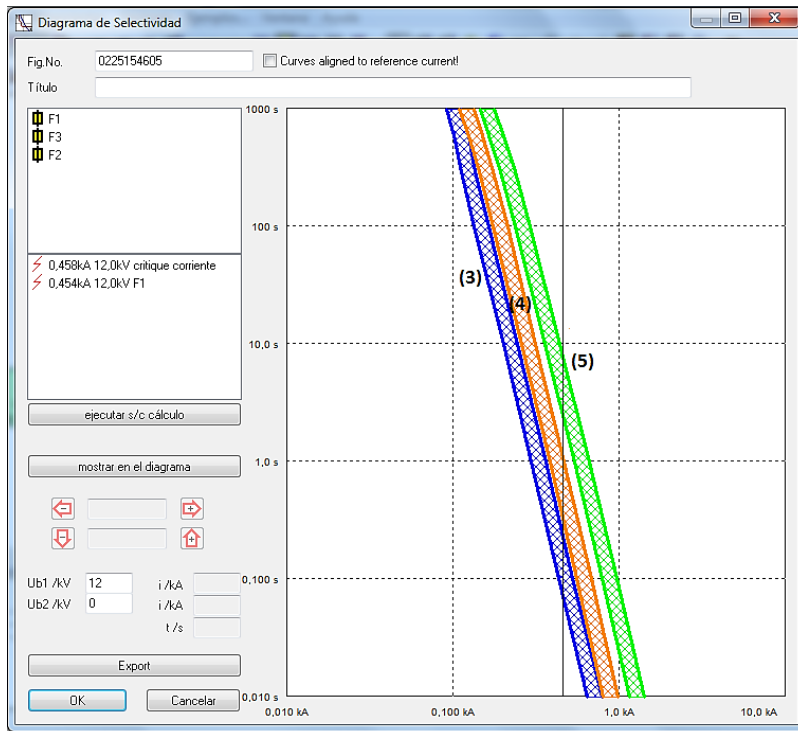 Diagrama de Selectividad
Fig.No. 0225154605 Curves aligned to reference current!
Título
F1
F3
F2
0,458kA 12,0kV critique corriente
0,454kA 12,0kV F1
ejecutar s/c cálculo
mostrar en el diagrama
Ub1 /kV 12 i /kA
Ub2 /kV 0 i /kA
t /s
Export
OK Cancelar
1000 s
100 s
10,0 s
1,0 s
0,100 s
0,010 s
(3)
(4)
(5)
0,010 kA 0,100 kA 1,0 kA 10,0 kA